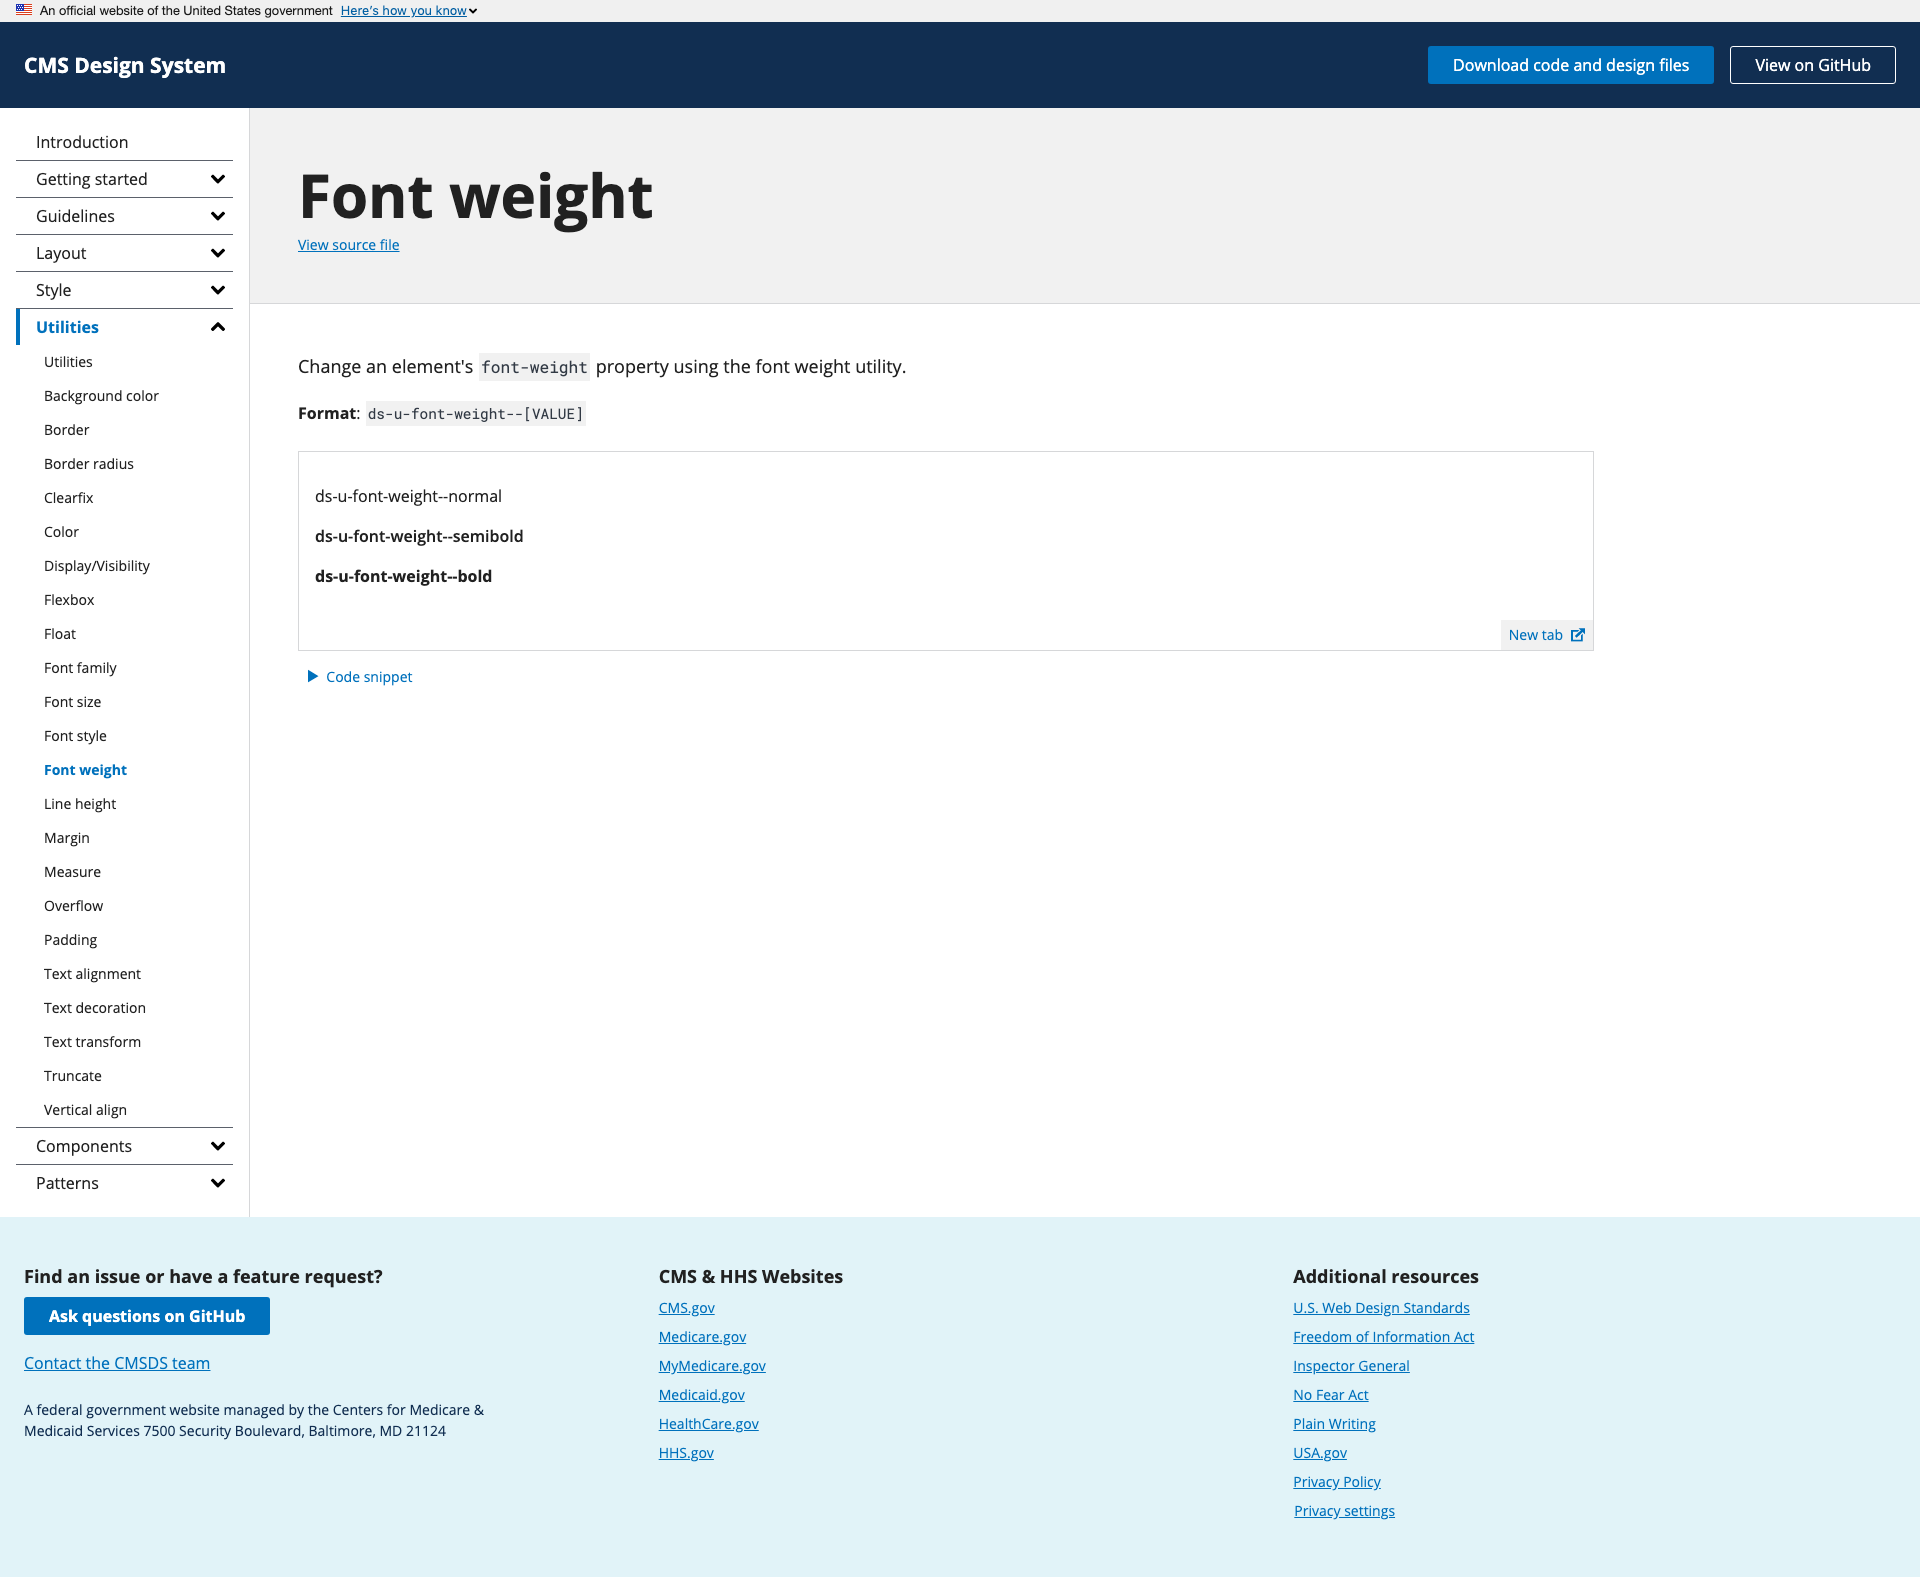 An official website of the United States government Here's how you know
CMS Design System
Download code and design files
View on GitHub
Introduction
Getting started
Guidelines
Layout
Style
Utilities
Utilities
Background color
Border
Border radius
Clearfix
Color
Display/Visibility
Flexbox
Float
Font family
Font size
Font style
Font weight
Line height
Margin
Measure
Overflow
Padding
Text alignment
Text decoration
Text transform
Truncate
Vertical align
Components
Patterns
Font weight
View source file
Change an element's font-weight property using the font weight utility.
Format: ds-u-font-weight--[VALUE]
ds-u-font-weight--normal
ds-u-font-weight--semibold
ds-u-font-weight--bold
New tab
Code snippet
Find an issue or have a feature request?
Ask questions on GitHub
Contact the CMSDS team
A federal government website managed by the Centers for Medicare &
Medicaid Services 7500 Security Boulevard, Baltimore, MD 21124
CMS & HHS Websites
CMS.gov
Medicare.gov
MyMedicare.gov
Medicaid.gov
HealthCare.gov
HHS.gov
Additional resources
U.S. Web Design Standards
Freedom of Information Act
Inspector General
No Fear Act
Plain Writing
USA.gov
Privacy Policy
Privacy settings